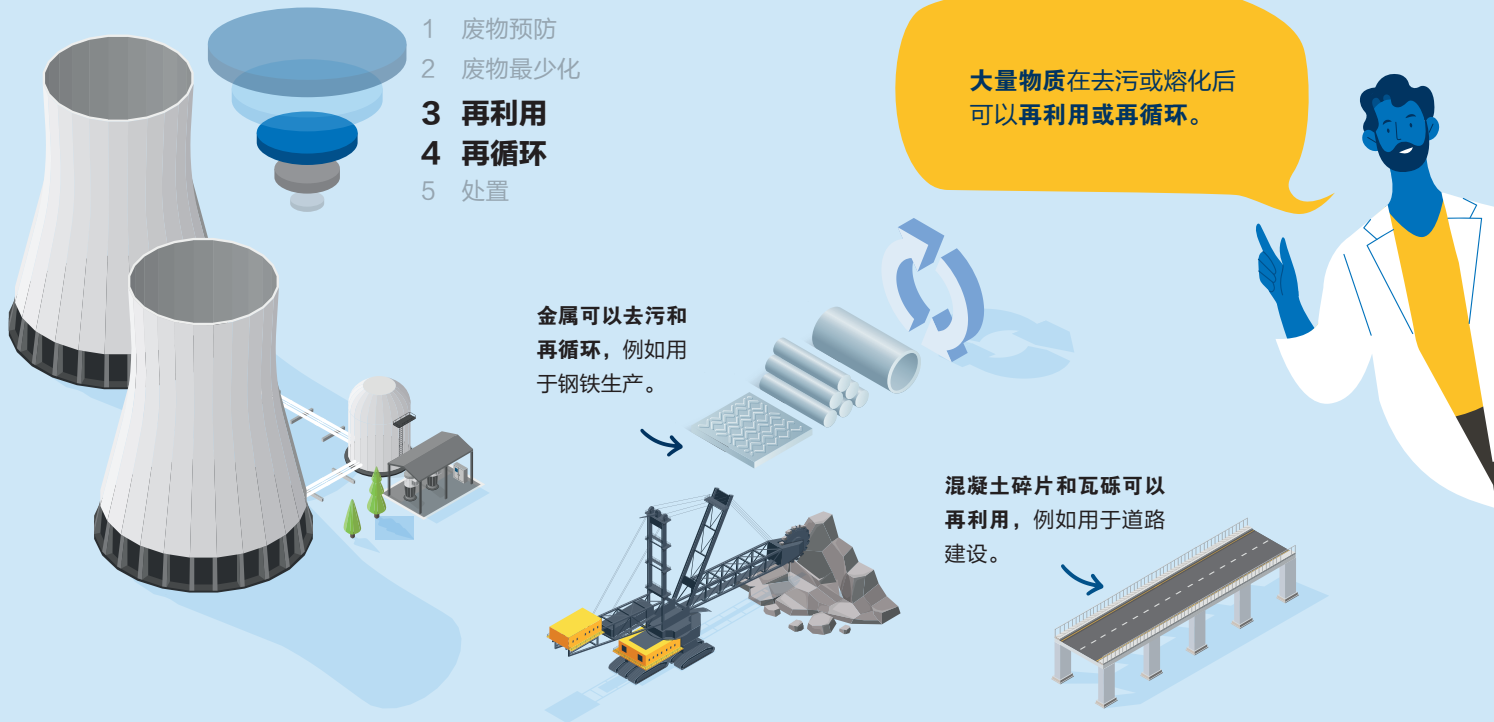 1 废物预防
2 废物最少化
3 再利用
4 再循环
5 处置
大量物质在去污或熔化后
可以再利用或再循环。
金属可以去污和
再循环，例如用
于钢铁生产。
混凝土碎片和瓦砾可以
再利用，例如用于道路
建设。